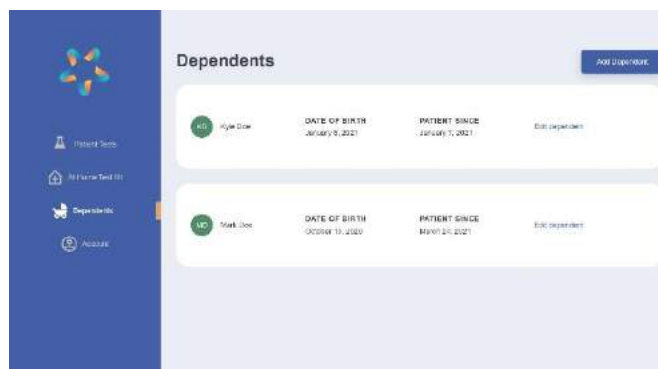 Dependents
Add Dependent
Patient Tests
At Home Test Kit
Dependents
Account
KD
Kyle Doe
DATE OF BIRTH
January 6, 2021
PATIENT SINCE
January 1, 2021
Edit dependent
MD
Mark Doe
DATE OF BIRTH
October 2020
PATIENT SINCE
March 24, 2021
Edit dependent